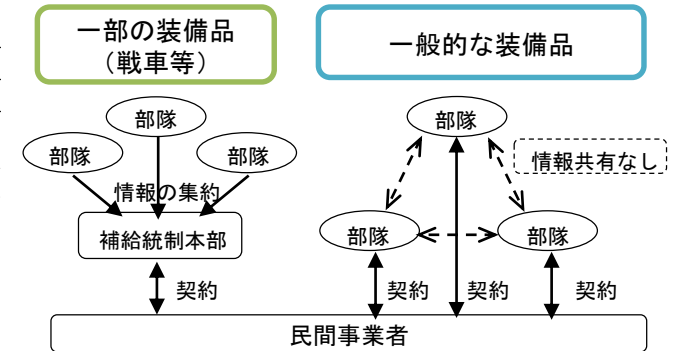 一部の装備品
（戦車等）
部隊
部隊
部隊
情報の集約
補給統制本部
契約
一般的な装備品
部隊
情報共有なし
部隊
部隊
契約
契約
契約
民間事業者